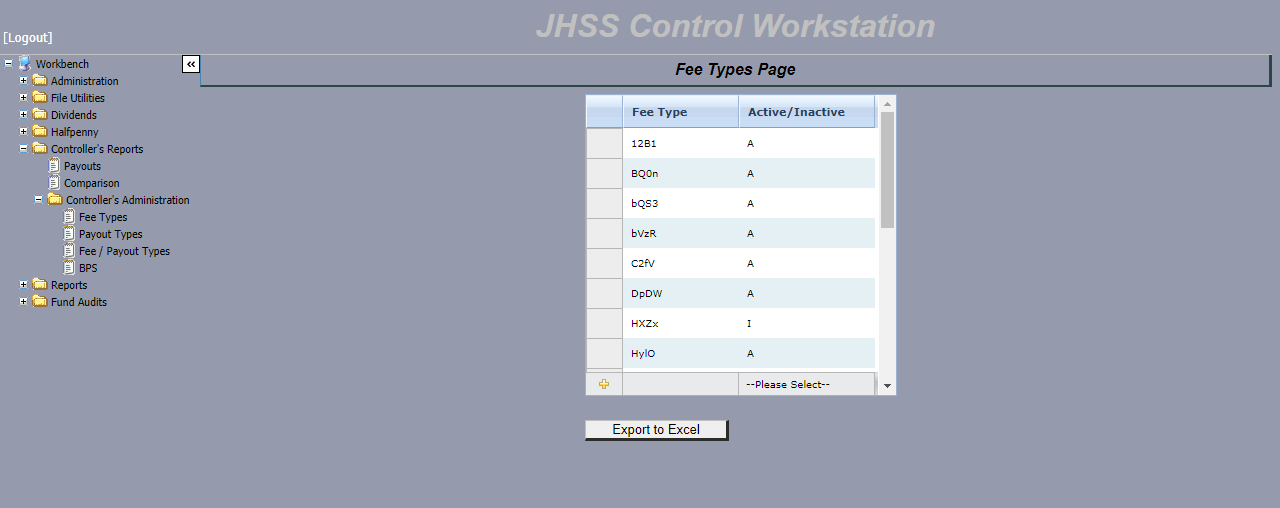 JHSS Control Workstation
[Logout]
Workbench
«
Administration
File Utilities
Dividends
Halfpenny
Controller's Reports
Payouts
Comparison
Controller's Administration
Fee Types
Payout Types
Fee / Payout Types
BPS
Reports
Fund Audits
Fee Types Page
Fee Type Active/Inactive
12B1 A
BQ0n A
bQS3 A
bVzR A
C2fV A
DpDW A
HXZx I
HylO A
--Please Select--
Export to Excel